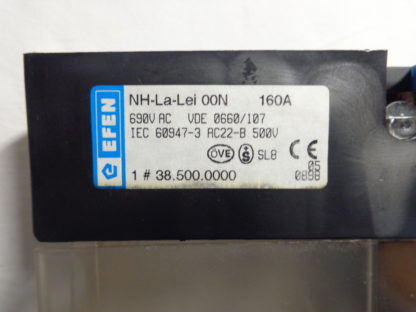 EFEN
NH-La-Lei 00N 160A
690V AC VDE 0660/107
IEC 60947-3 AC22-B 500V
ÖVE S SL8 CE
05
1 # 38.500.0000 0898